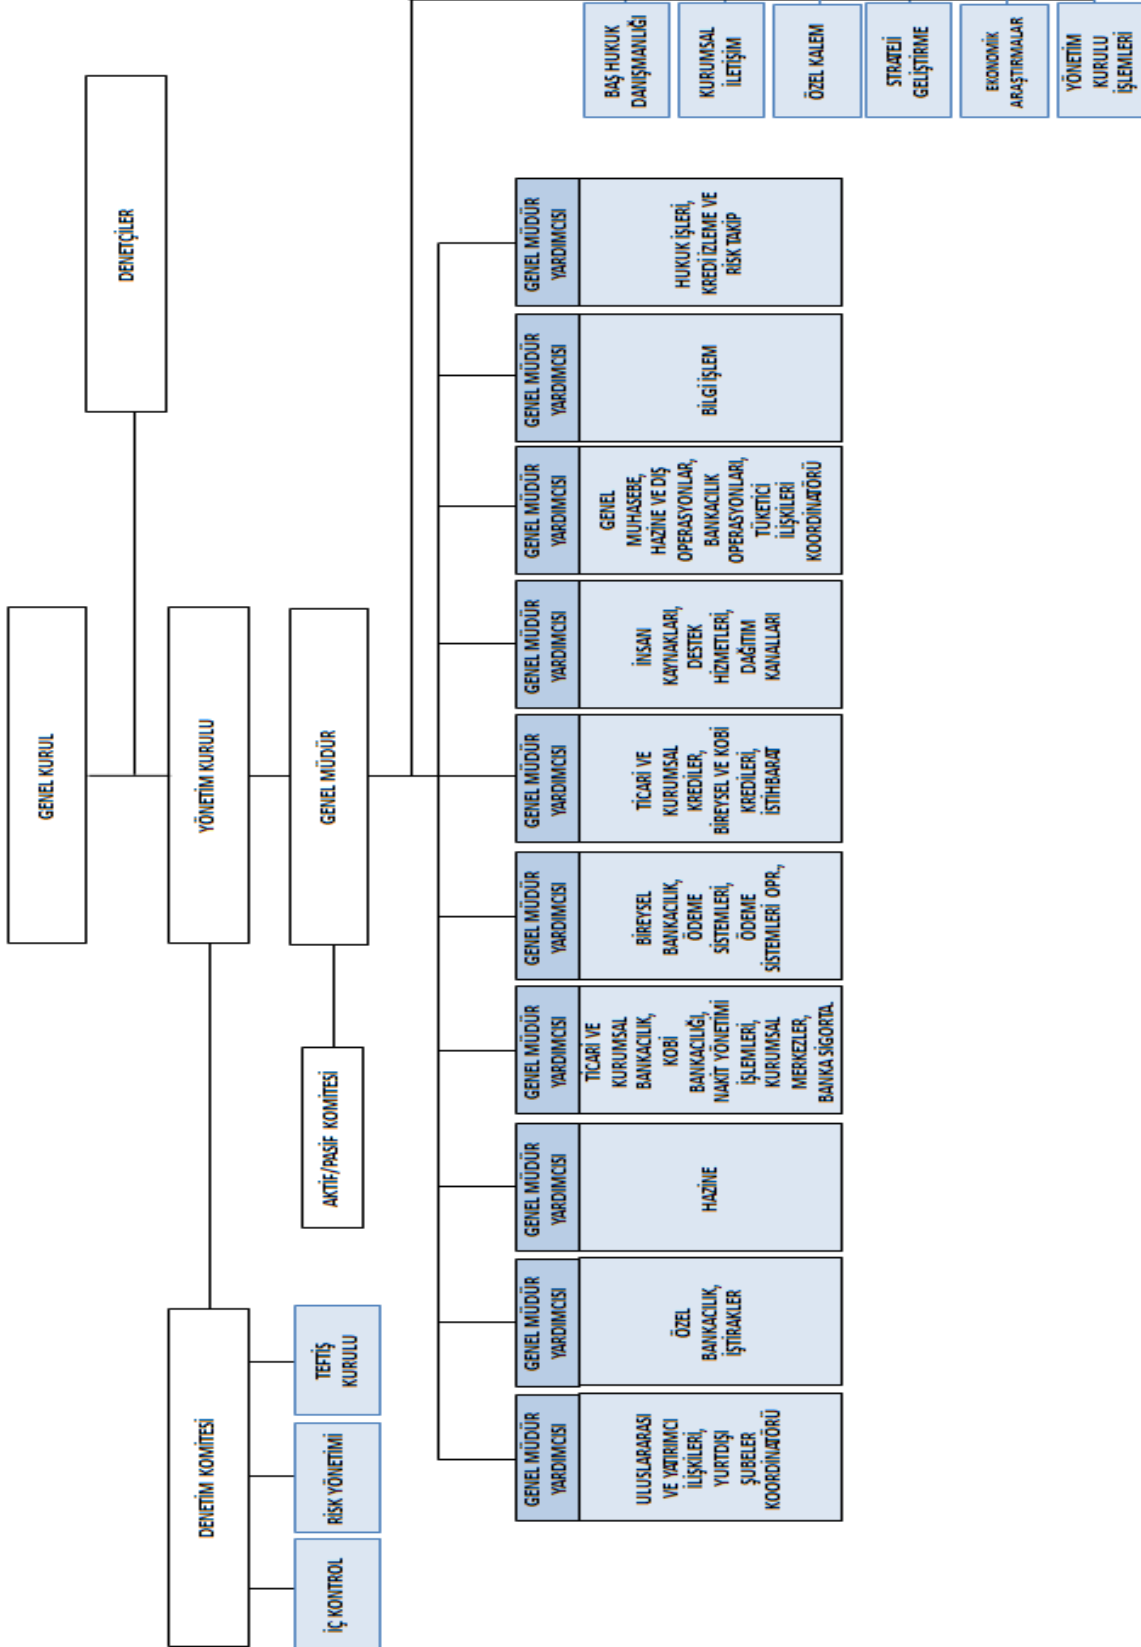 GENEL KURUL
DENETÇİLER
YÖNETİM KURULU
DENETİM KOMİTESİ
İÇ KONTROL
RİSK YÖNETİMİ
TEFTİŞ
KURULU
GENEL MÜDÜR
AKTİF/PASİF KOMİTESİ
GENEL MÜDÜR
YARDIMCISI
ULUSLARARASI
VE YATIRIMCI
İLİŞKİLERİ,
YURTDIŞI
ŞUBELER
KOORDİNATÖRÜ
GENEL MÜDÜR
YARDIMCISI
ÖZEL
BANKACILIK,
İŞTİRAKLER
GENEL MÜDÜR
YARDIMCISI
HAZİNE
GENEL MÜDÜR
YARDIMCISI
TİCARİ VE
KURUMSAL
BANKACILIK,
KOBİ
BANKACILIĞI,
NAKİT YÖNETİMİ
İŞLEMLERİ,
KURUMSAL
MERKEZLER,
BANKA SİGORTA.
GENEL MÜDÜR
YARDIMCISI
BİREYSEL
BANKACILIK,
ÖDEME
SİSTEMLERİ,
ÖDEME
SİSTEMLERİ OPR.,
GENEL MÜDÜR
YARDIMCISI
TİCARİ VE
KURUMSAL
KREDİLER,
BİREYSEL VE KOBİ
KREDİLERİ,
İSTİHBARAT
GENEL MÜDÜR
YARDIMCISI
İNSAN
KAYNAKLARI,
DESTEK
HİZMETLERİ,
DAĞITIM
KANALLARI
GENEL MÜDÜR
YARDIMCISI
GENEL
MUHASEBE,
HAZİNE VE DIŞ
OPERASYONLAR,
BANKACILIK
OPERASYONLARI,
TÜKETİCİ
İLİŞKİLERİ
KOORDİNATÖRÜ
GENEL MÜDÜR
YARDIMCISI
BİLGİ İŞLEM
GENEL MÜDÜR
YARDIMCISI
HUKUK İŞLERİ,
KREDİ İZLEME VE
RİSK TAKİP
BAŞ HUKUK
DANIŞMANLIĞI
KURUMSAL
İLETİŞİM
ÖZEL KALEM
STRATEJİ
GELİŞTİRME
EKONOMİK
ARAŞTIRMALAR
YÖNETİM
KURULU
İŞLEMLERİ